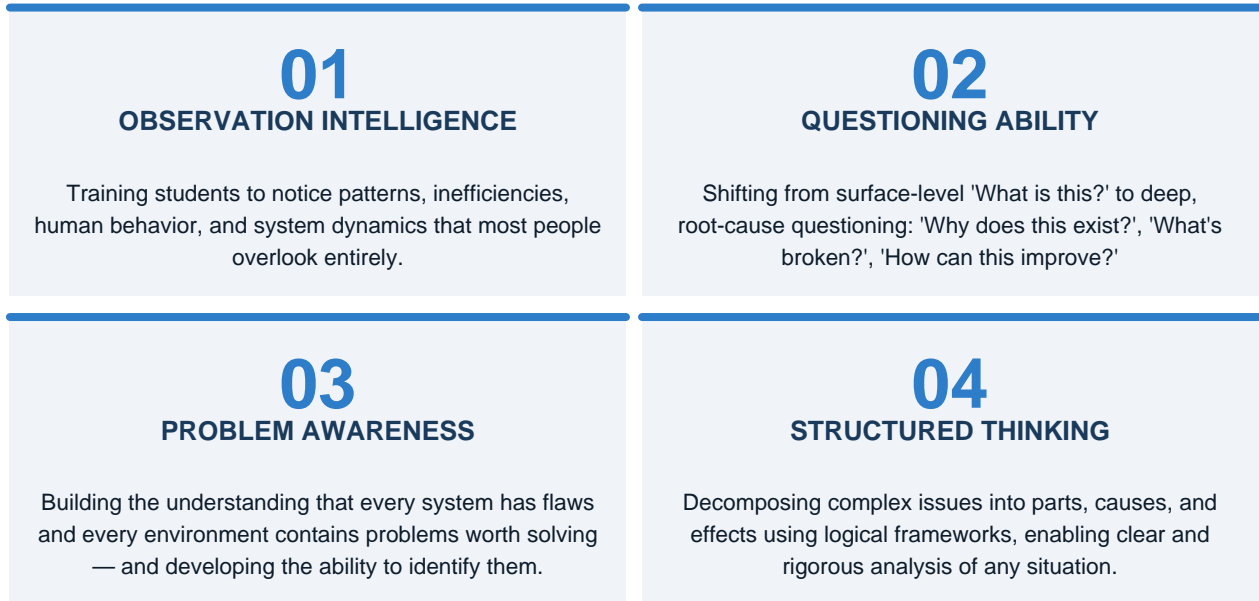 01
OBSERVATION INTELLIGENCE
Training students to notice patterns, inefficiencies,
human behavior, and system dynamics that most people
overlook entirely.
02
QUESTIONING ABILITY
Shifting from surface-level 'What is this?' to deep,
root-cause questioning: 'Why does this exist?', 'What's
broken?', 'How can this improve?'
03
PROBLEM AWARENESS
Building the understanding that every system has flaws
and every environment contains problems worth solving
— and developing the ability to identify them.
04
STRUCTURED THINKING
Decomposing complex issues into parts, causes, and
effects using logical frameworks, enabling clear and
rigorous analysis of any situation.